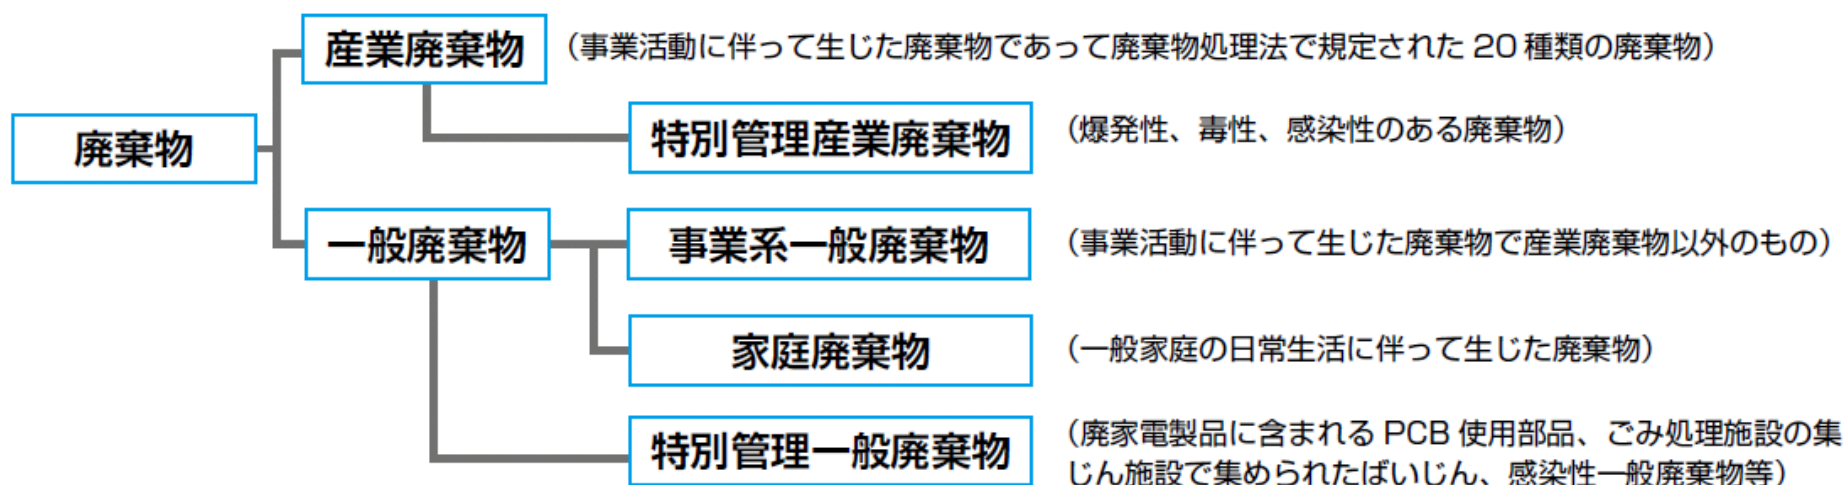 産業廃棄物
（事業活動に伴って生じた廃棄物であって廃棄物処理法で規定された 20 種類の廃棄物）
廃棄物
特別管理産業廃棄物
（爆発性、毒性、感染性のある廃棄物）
一般廃棄物
事業系一般廃棄物
（事業活動に伴って生じた廃棄物で産業廃棄物以外のもの）
家庭廃棄物
（一般家庭の日常生活に伴って生じた廃棄物）
特別管理一般廃棄物
（廃家電製品に含まれる PCB 使用部品、ごみ処理施設の集
じん施設で集められたばいじん、感染性一般廃棄物等）